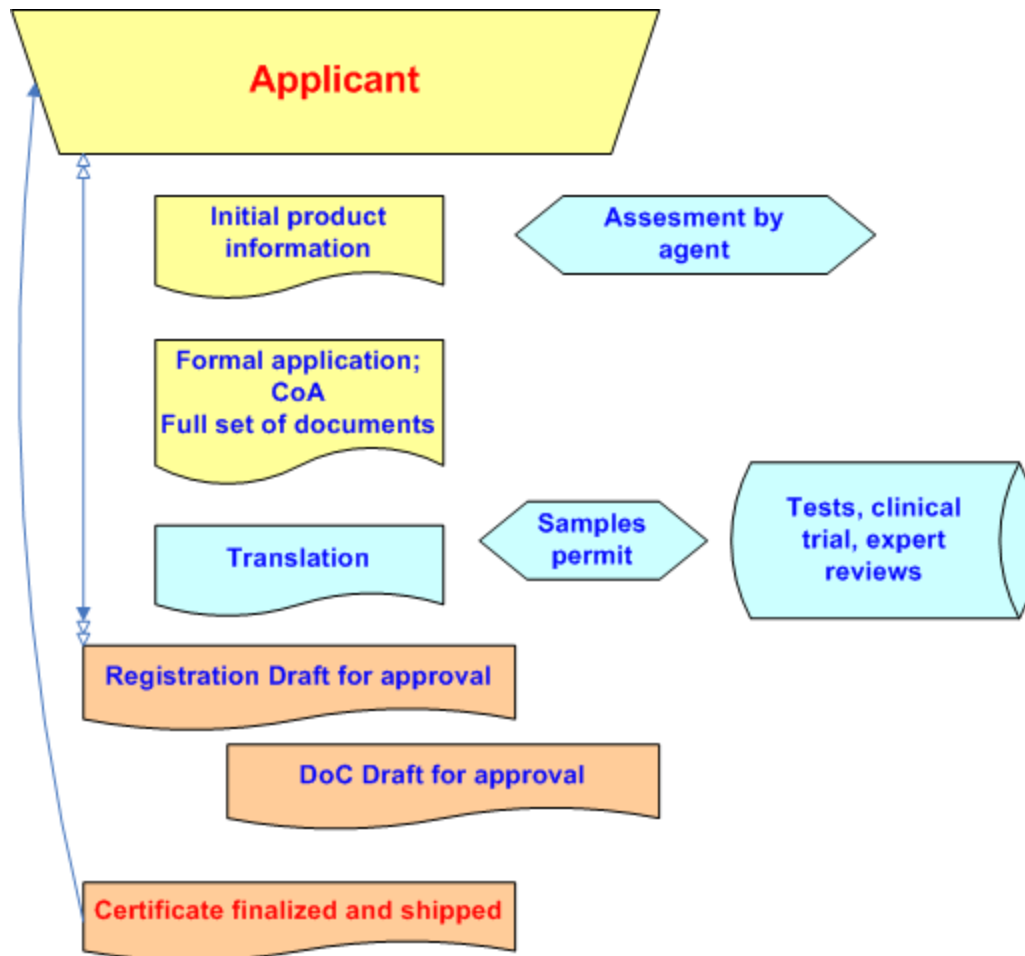 Applicant
Initial product
information
Assesment by
agent
Formal application;
CoA
Full set of documents
Translation
Samples
permit
Tests, clinical
trial, expert
reviews
Registration Draft for approval
DoC Draft for approval
Certificate finalized and shipped